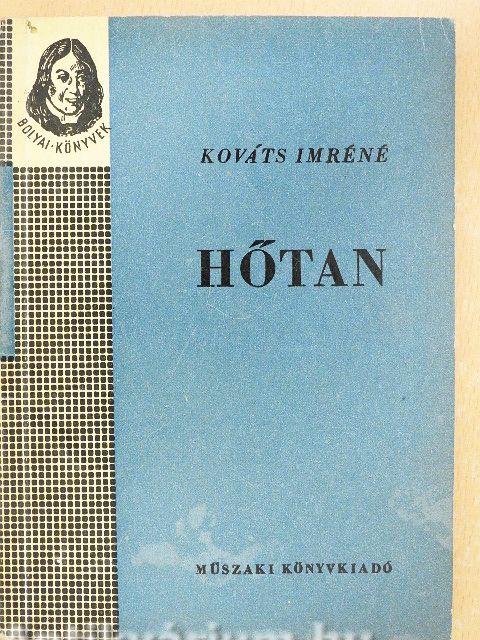 BOLYAI-KÖNYVEK
KOVÁTS IMRÉNÉ
HŐTAN
MŰSZAKI KÖNYVKIADÓ